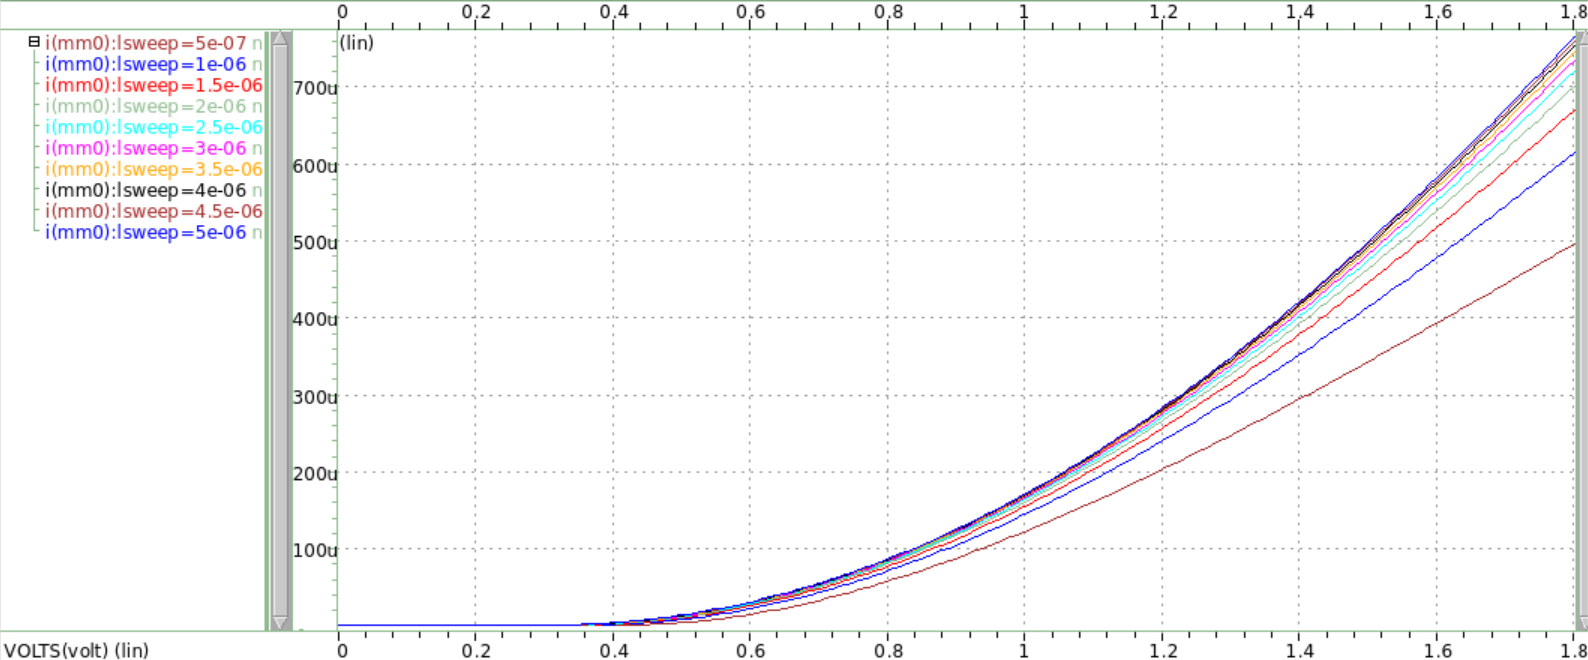 0 0.2 0.4 0.6 0.8 1 1.2 1.4 1.6 1.8
(lin)
i(mm0):lsweep=5e-07 n
i(mm0):lsweep=1e-06 n
i(mm0):lsweep=1.5e-06
i(mm0):lsweep=2e-06 n
i(mm0):lsweep=2.5e-06
i(mm0):lsweep=3e-06 n
i(mm0):lsweep=3.5e-06
i(mm0):lsweep=4e-06 n
i(mm0):lsweep=4.5e-06
i(mm0):lsweep=5e-06 n
700u
600u
500u
400u
300u
200u
100u
VOLTS(volt) (lin) 0 0.2 0.4 0.6 0.8 1 1.2 1.4 1.6 1.8